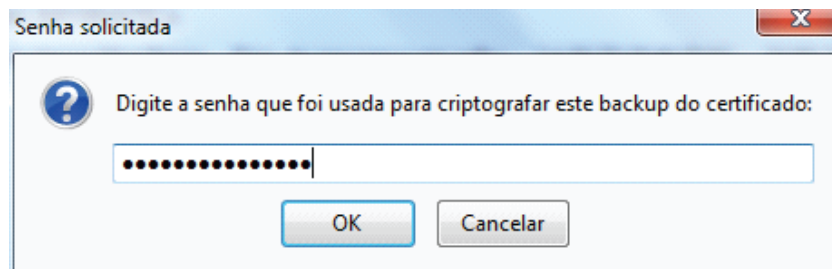 Senha solicitada
Digite a senha que foi usada para criptografar este backup do certificado:
•••••••••••••••
OK Cancelar